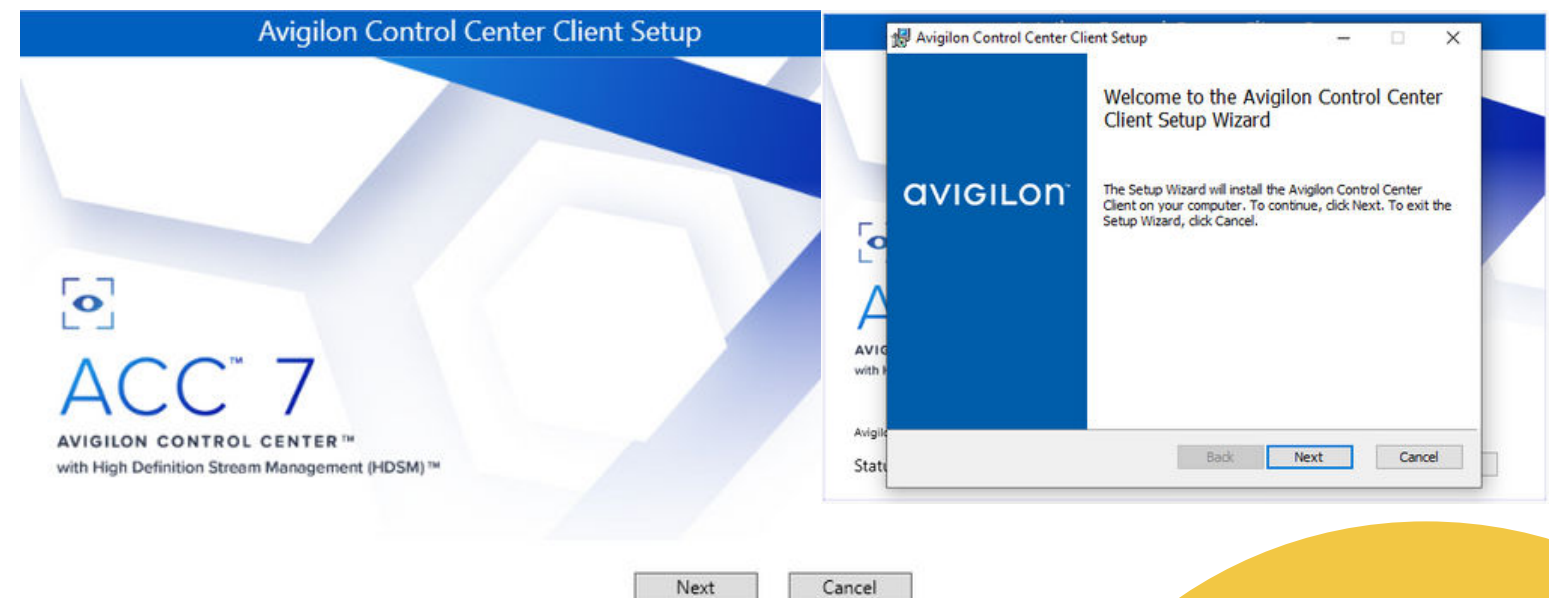 Avigilon Control Center Client Setup
ACC™ 7
AVIGILON CONTROL CENTER™
with High Definition Stream Management (HDSM)™
Next
Cancel
Avigilon Control Center Client Setup
Welcome to the Avigilon Control Center
Client Setup Wizard
AVIGILON™
The Setup Wizard will install the Avigilon Control Center
Client on your computer. To continue, click Next. To exit the
Setup Wizard, click Cancel.
Back
Next
Cancel
with